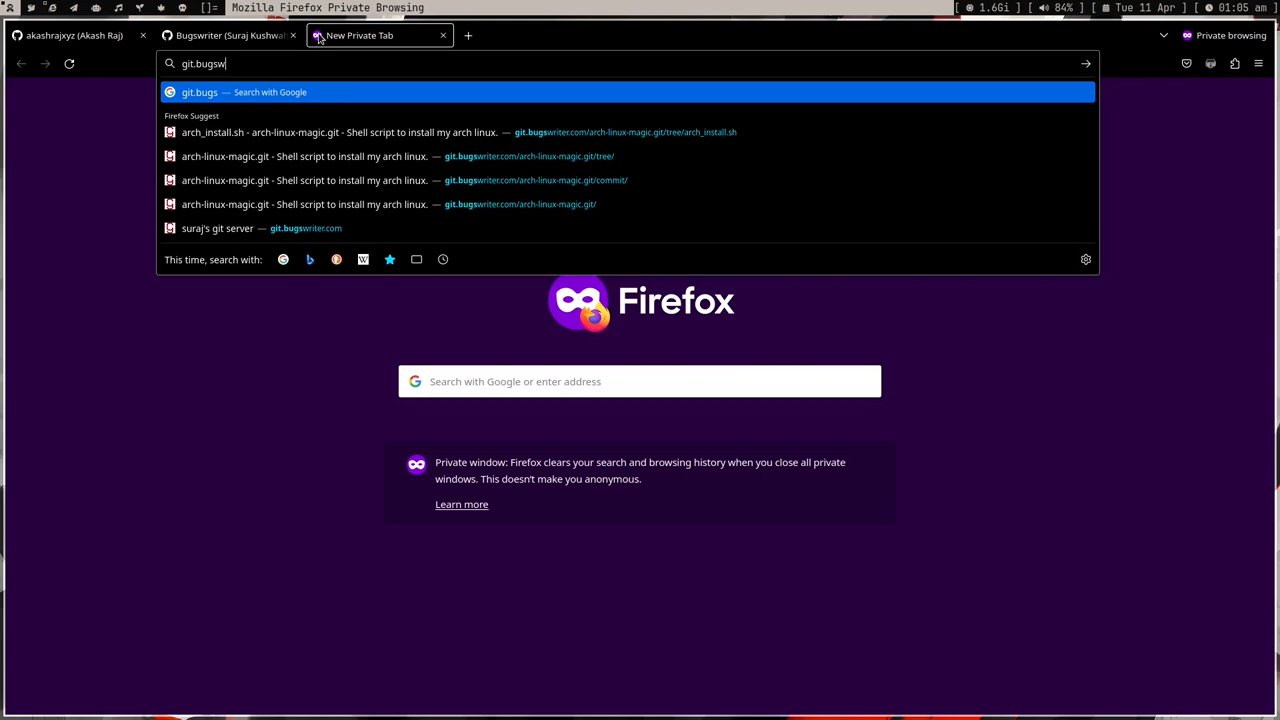 []= Mozilla Firefox Private Browsing [ 1.66i ] [ 84% ] [ Tue 11 Apr ] [ 01:05 am ]
akashrajxyz (Akash Raj) Bugswriter (Suraj Kushwah New Private Tab Private browsing
git.bugsw
git.bugs — Search with Google
Firefox Suggest
arch_install.sh - arch-linux-magic.git - Shell script to install my arch linux. — git.bugswriter.com/arch-linux-magic.git/tree/arch_install.sh
arch-linux-magic.git - Shell script to install my arch linux. — git.bugswriter.com/arch-linux-magic.git/tree/
arch-linux-magic.git - Shell script to install my arch linux. — git.bugswriter.com/arch-linux-magic.git/commit/
arch-linux-magic.git - Shell script to install my arch linux. — git.bugswriter.com/arch-linux-magic.git/
suraj's git server — git.bugswriter.com
This time, search with:
Firefox
Search with Google or enter address
Private window: Firefox clears your search and browsing history when you close all private
windows. This doesn't make you anonymous.
Learn more